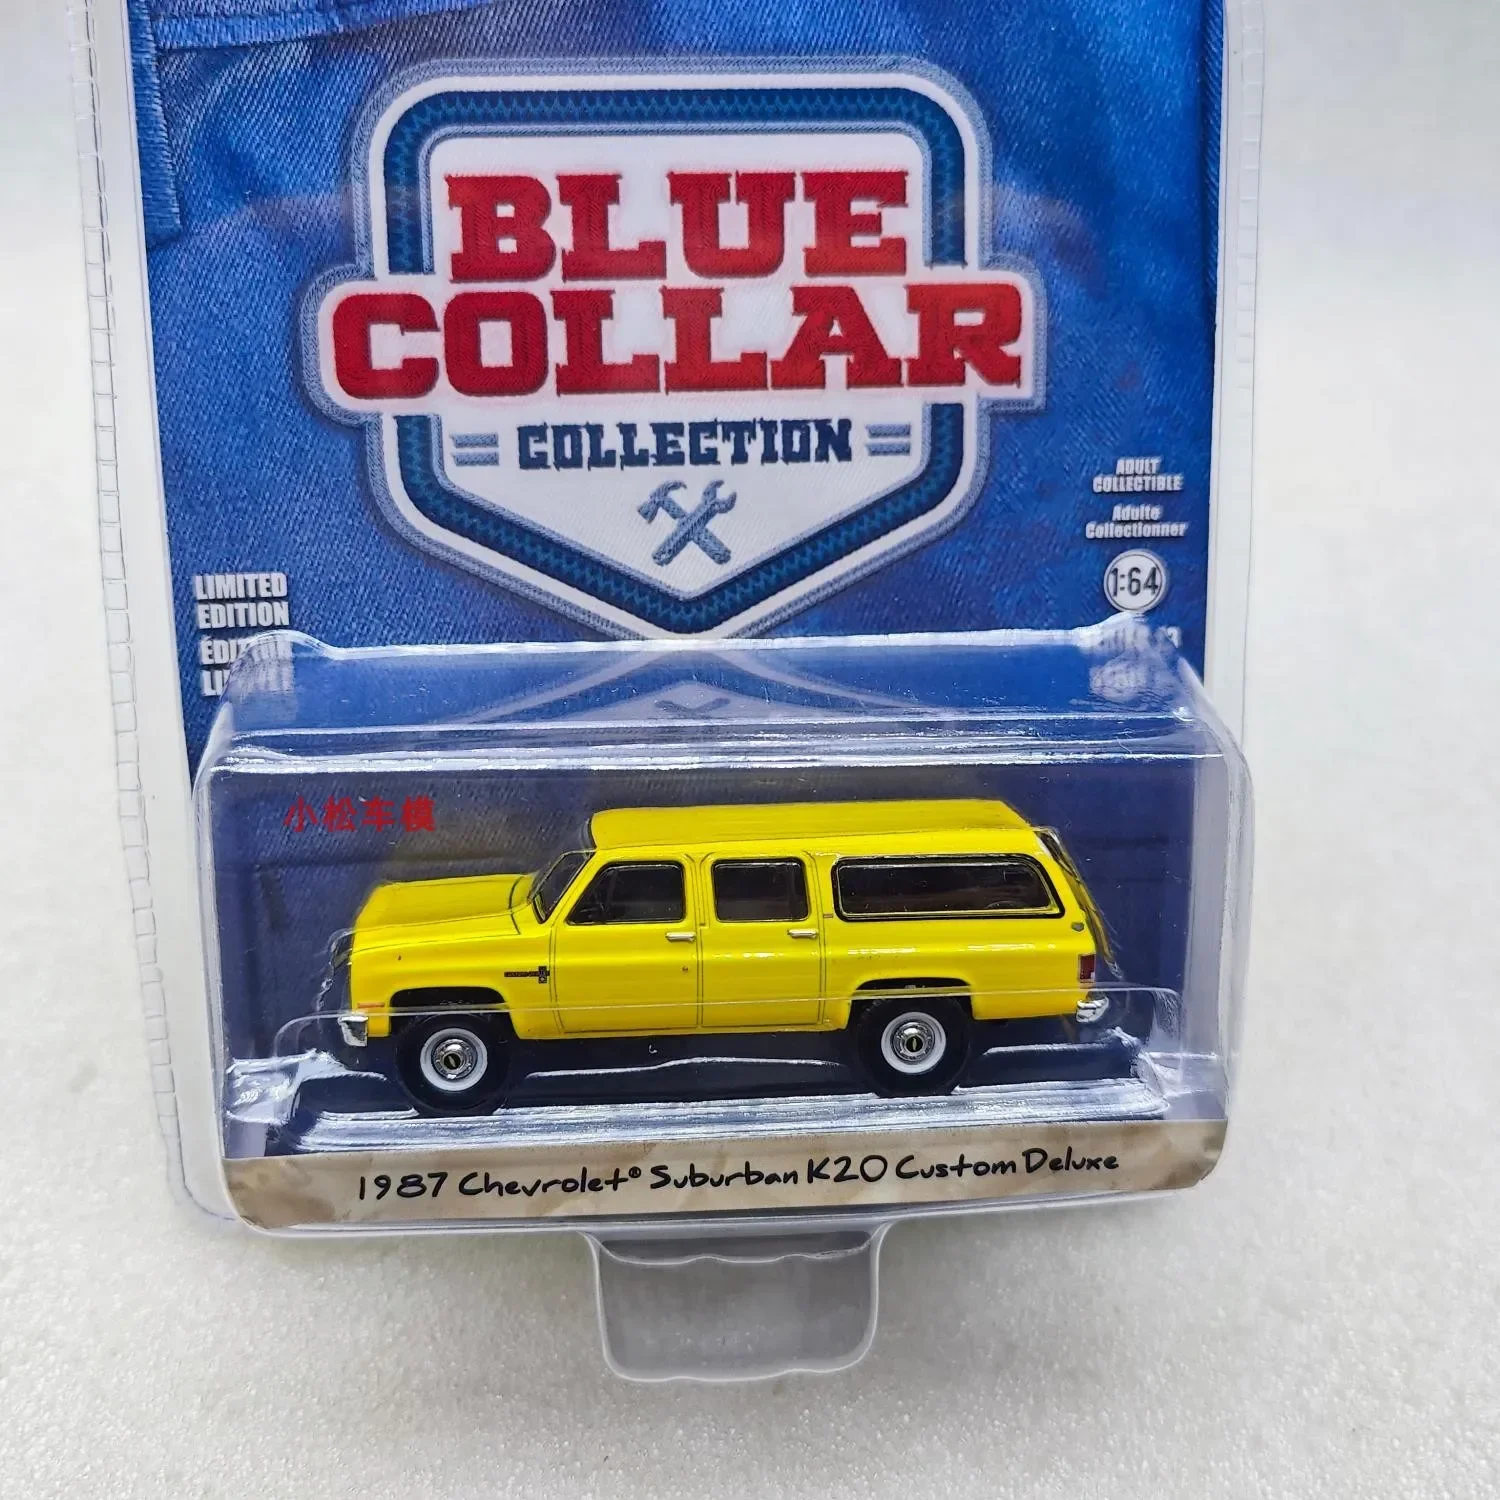 BLUE
COLLAR
COLLECTION
ADULT
COLLECTIBLE
Adulte
Collectionner
1:64
LIMITED
EDITION
ÉDITION
小松车模
1987 Chevrolet® Suburban K20 Custom Deluxe